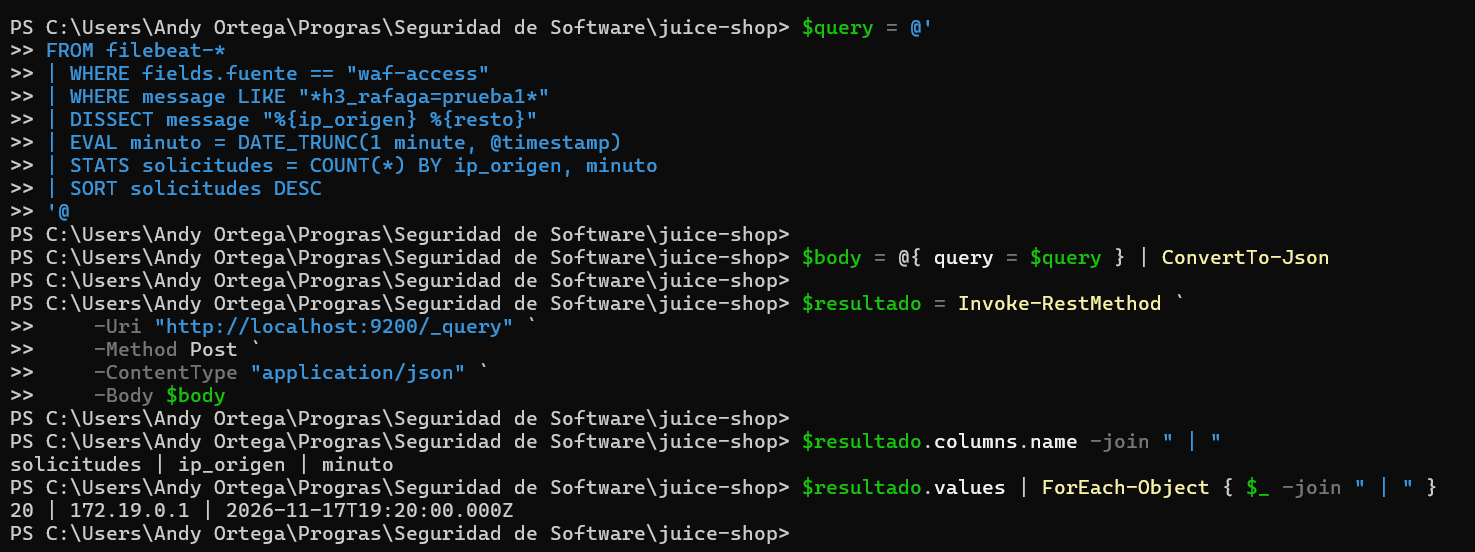 PS C:\Users\Andy Ortega\Progras\Seguridad de Software\juice-shop> $query = @'
>> FROM filebeat-*
>> | WHERE fields.fuente == "waf-access"
>> | WHERE message LIKE "*h3_rafaga=prueba1*"
>> | DISSECT message "%{ip_origen} %{resto}"
>> | EVAL minuto = DATE_TRUNC(1 minute, @timestamp)
>> | STATS solicitudes = COUNT(*) BY ip_origen, minuto
>> | SORT solicitudes DESC
>> '@
PS C:\Users\Andy Ortega\Progras\Seguridad de Software\juice-shop>
PS C:\Users\Andy Ortega\Progras\Seguridad de Software\juice-shop> $body = @{ query = $query } | ConvertTo-Json
PS C:\Users\Andy Ortega\Progras\Seguridad de Software\juice-shop>
PS C:\Users\Andy Ortega\Progras\Seguridad de Software\juice-shop> $resultado = Invoke-RestMethod `
>>     -Uri "http://localhost:9200/_query" `
>>     -Method Post `
>>     -ContentType "application/json" `
>>     -Body $body
PS C:\Users\Andy Ortega\Progras\Seguridad de Software\juice-shop>
PS C:\Users\Andy Ortega\Progras\Seguridad de Software\juice-shop> $resultado.columns.name -join " | "
solicitudes | ip_origen | minuto
PS C:\Users\Andy Ortega\Progras\Seguridad de Software\juice-shop> $resultado.values | ForEach-Object { $_ -join " | " }
20 | 172.19.0.1 | 2026-11-17T19:20:00.000Z
PS C:\Users\Andy Ortega\Progras\Seguridad de Software\juice-shop>